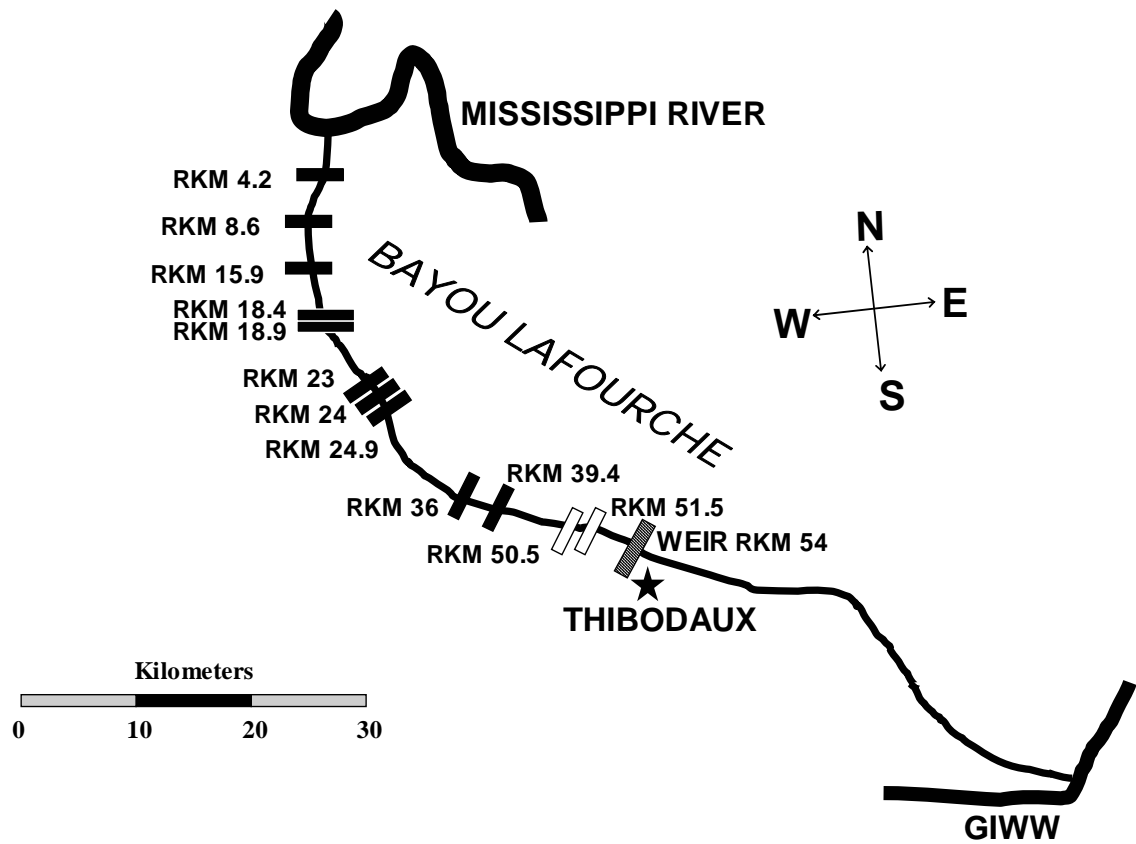 MISSISSIPPI RIVER
RKM 4.2
RKM 8.6
N
RKM 15.9
BAYOU LAFOURCHE
W
E
RKM 18.4
RKM 18.9
S
RKM 23
RKM 24
RKM 24.9
RKM 39.4
RKM 36
RKM 51.5
RKM 50.5
WEIR RKM 54
THIBODAUX
Kilometers
0 10 20 30
GIWW